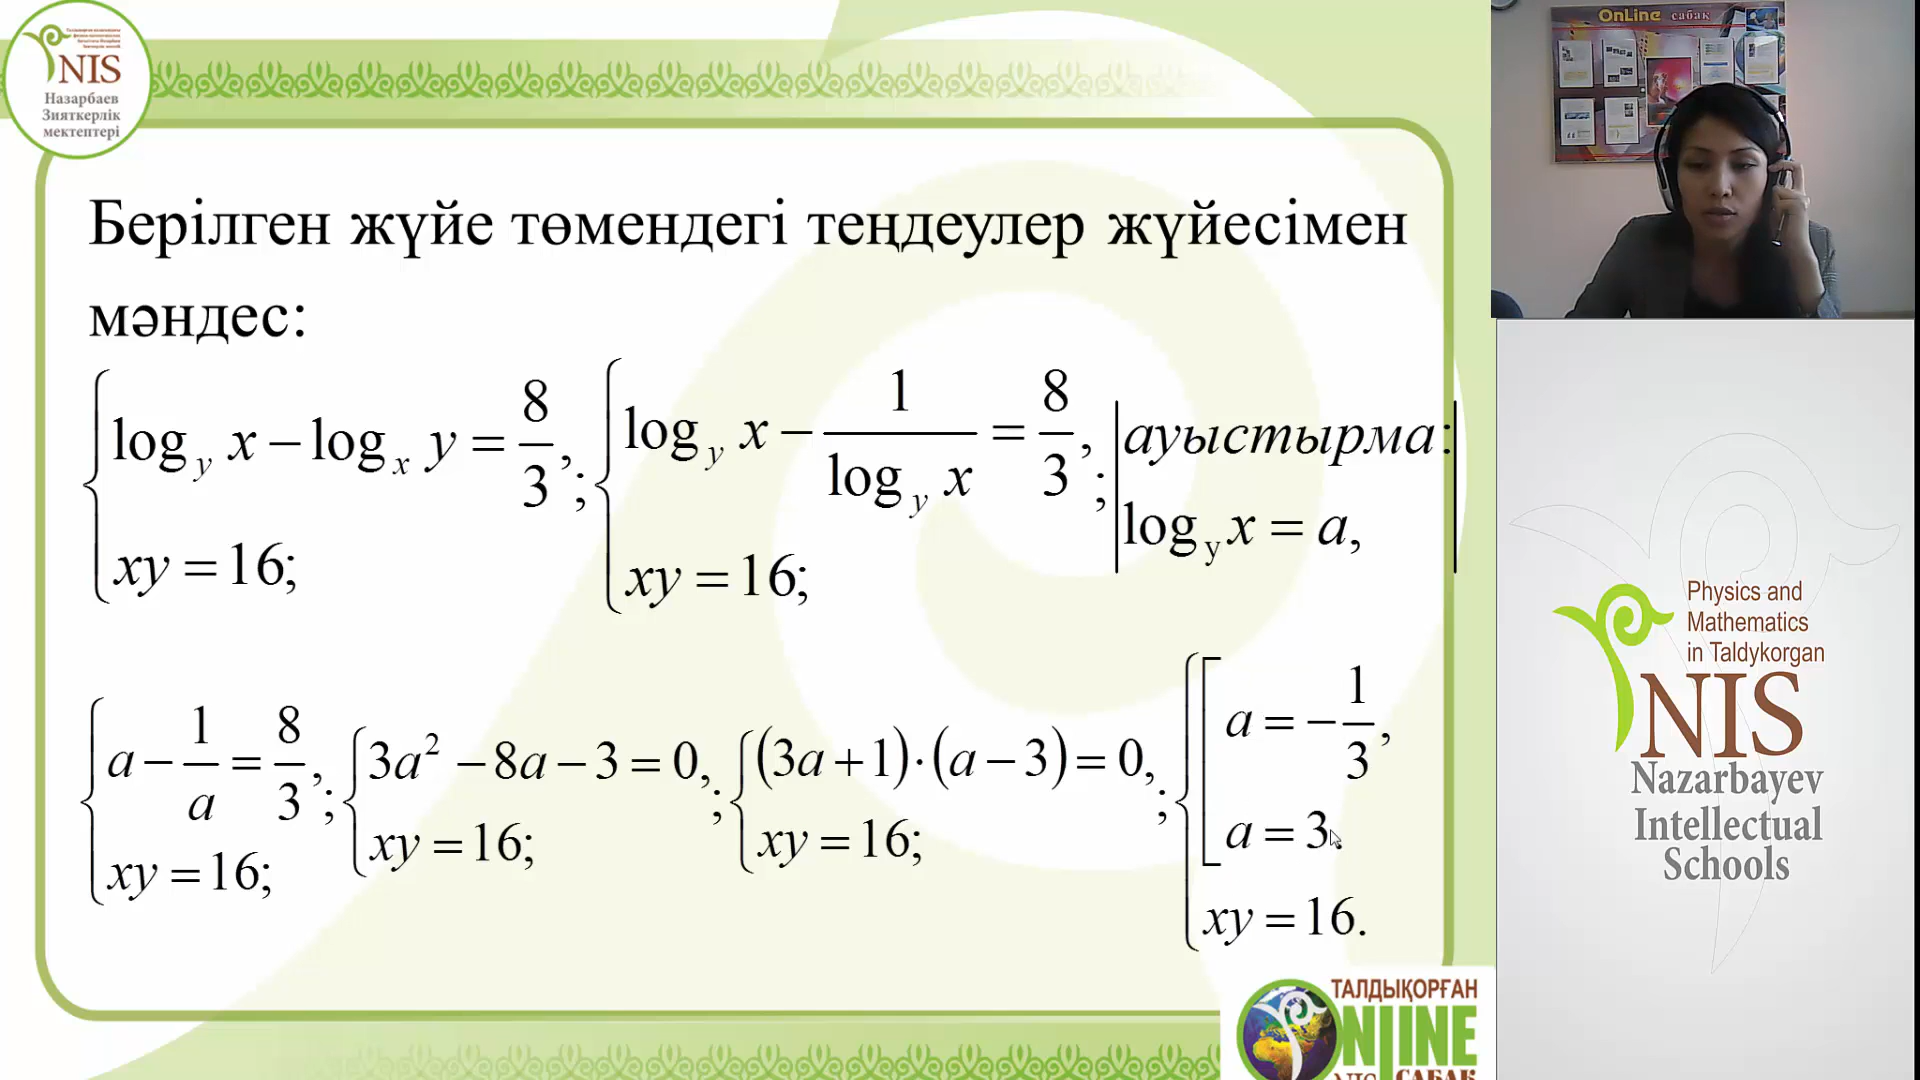 NIS
Назарбаев
Зияткерлік
мектептері
Берілген жүйе төмендегі теңдеулер жүйесімен
мәндес:
{ log_y x − log_x y = 8/3, xy = 16; ; { log_y x − 1/(log_y x) = 8/3, xy = 16; ; | ауыстырма: log_y x = a, |
{ a − 1/a = 8/3, xy = 16; ; { 3a² − 8a − 3 = 0, xy = 16; ; { (3a + 1) · (a − 3) = 0, xy = 16; ; { [ a = −1/3, a = 3. xy = 16.
OnLine сабақ
Physics and
Mathematics
in Taldykorgan
NIS
Nazarbayev
Intellectual
Schools
ТАЛДЫҚОРҒАН
ONLINE
NIS САБАҚ